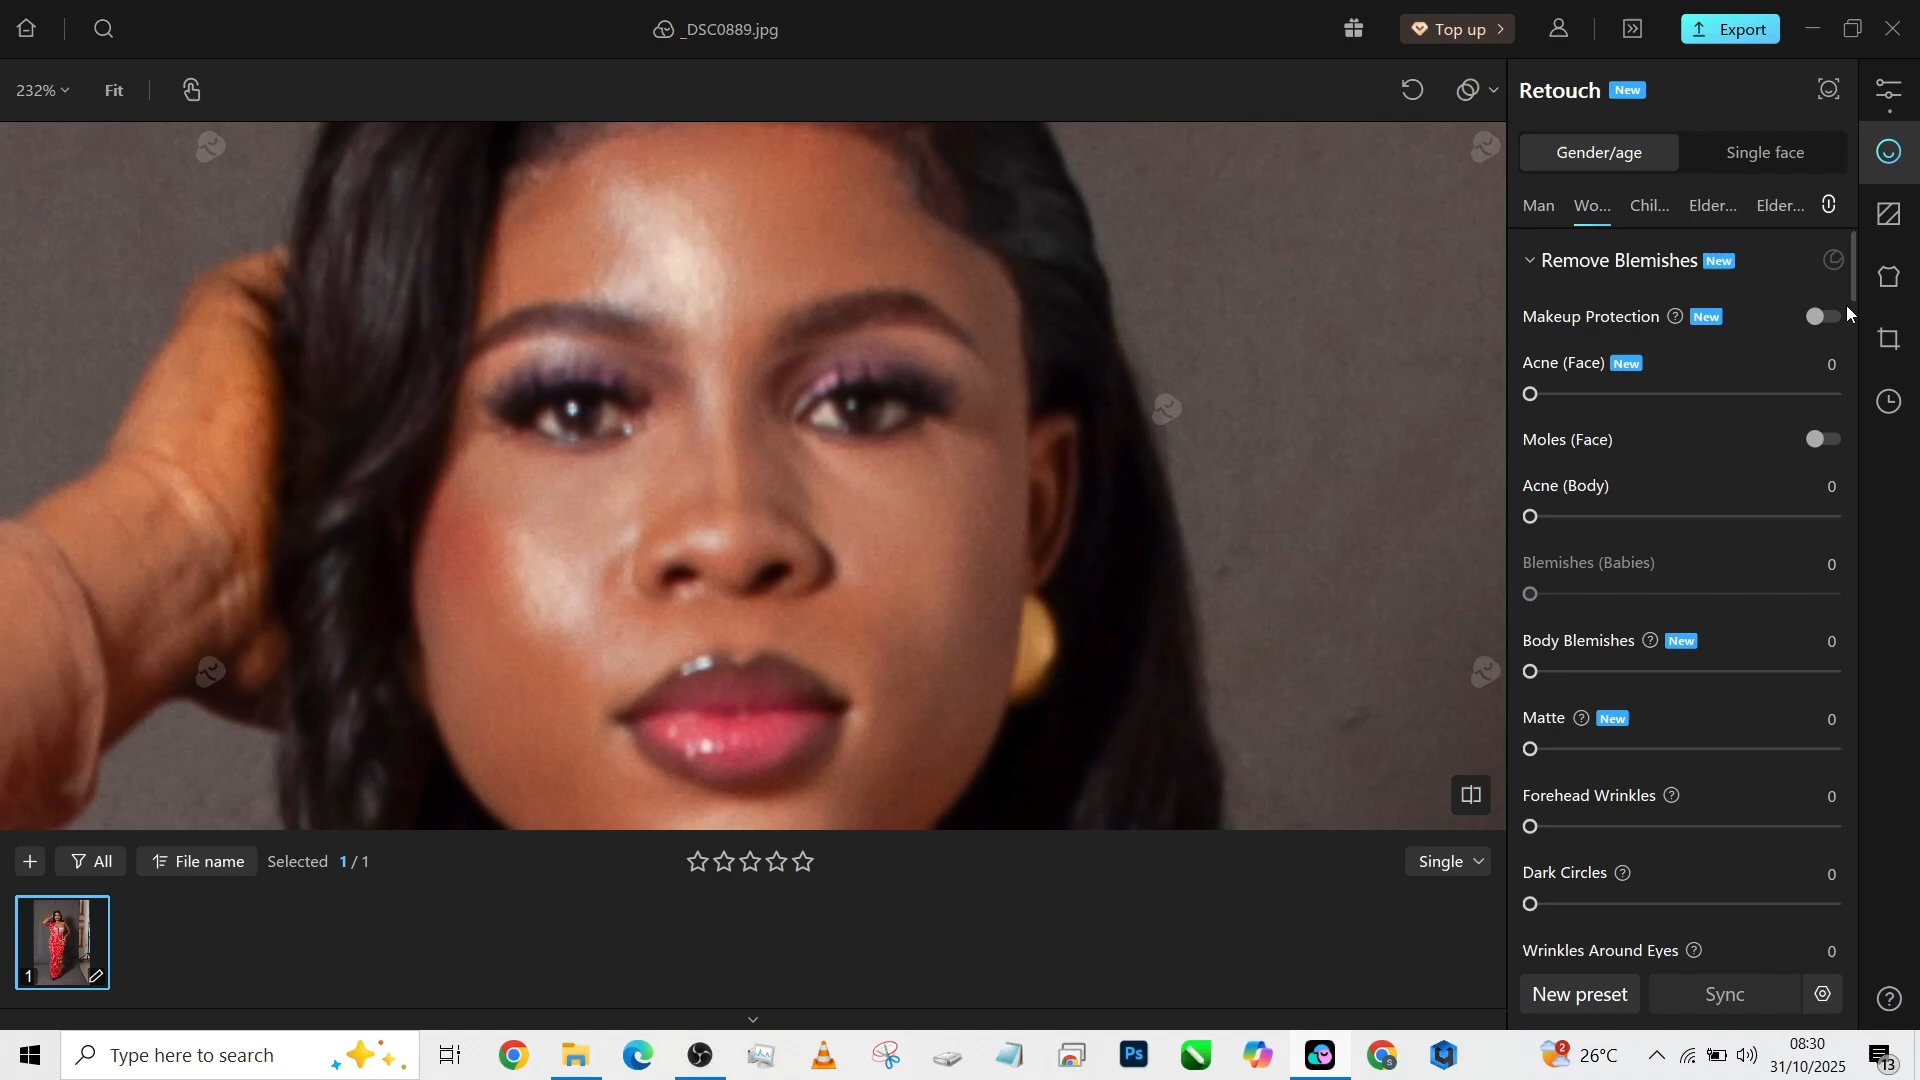 _DSC0889.jpg
Top up
Export
232%
Fit
Retouch New
Gender/age
Single face
Man
Wo...
Chil...
Elder...
Elder...
Remove Blemishes New
Makeup Protection New
Acne (Face) New
0
Moles (Face)
Acne (Body)
0
Blemishes (Babies)
0
Body Blemishes New
0
Matte New
0
Forehead Wrinkles
0
Dark Circles
0
Wrinkles Around Eyes
0
New preset
Sync
All
File name
Selected 1/1
Single
1
Type here to search
Ps
S
2
26°C
08:30
31/10/2025
13